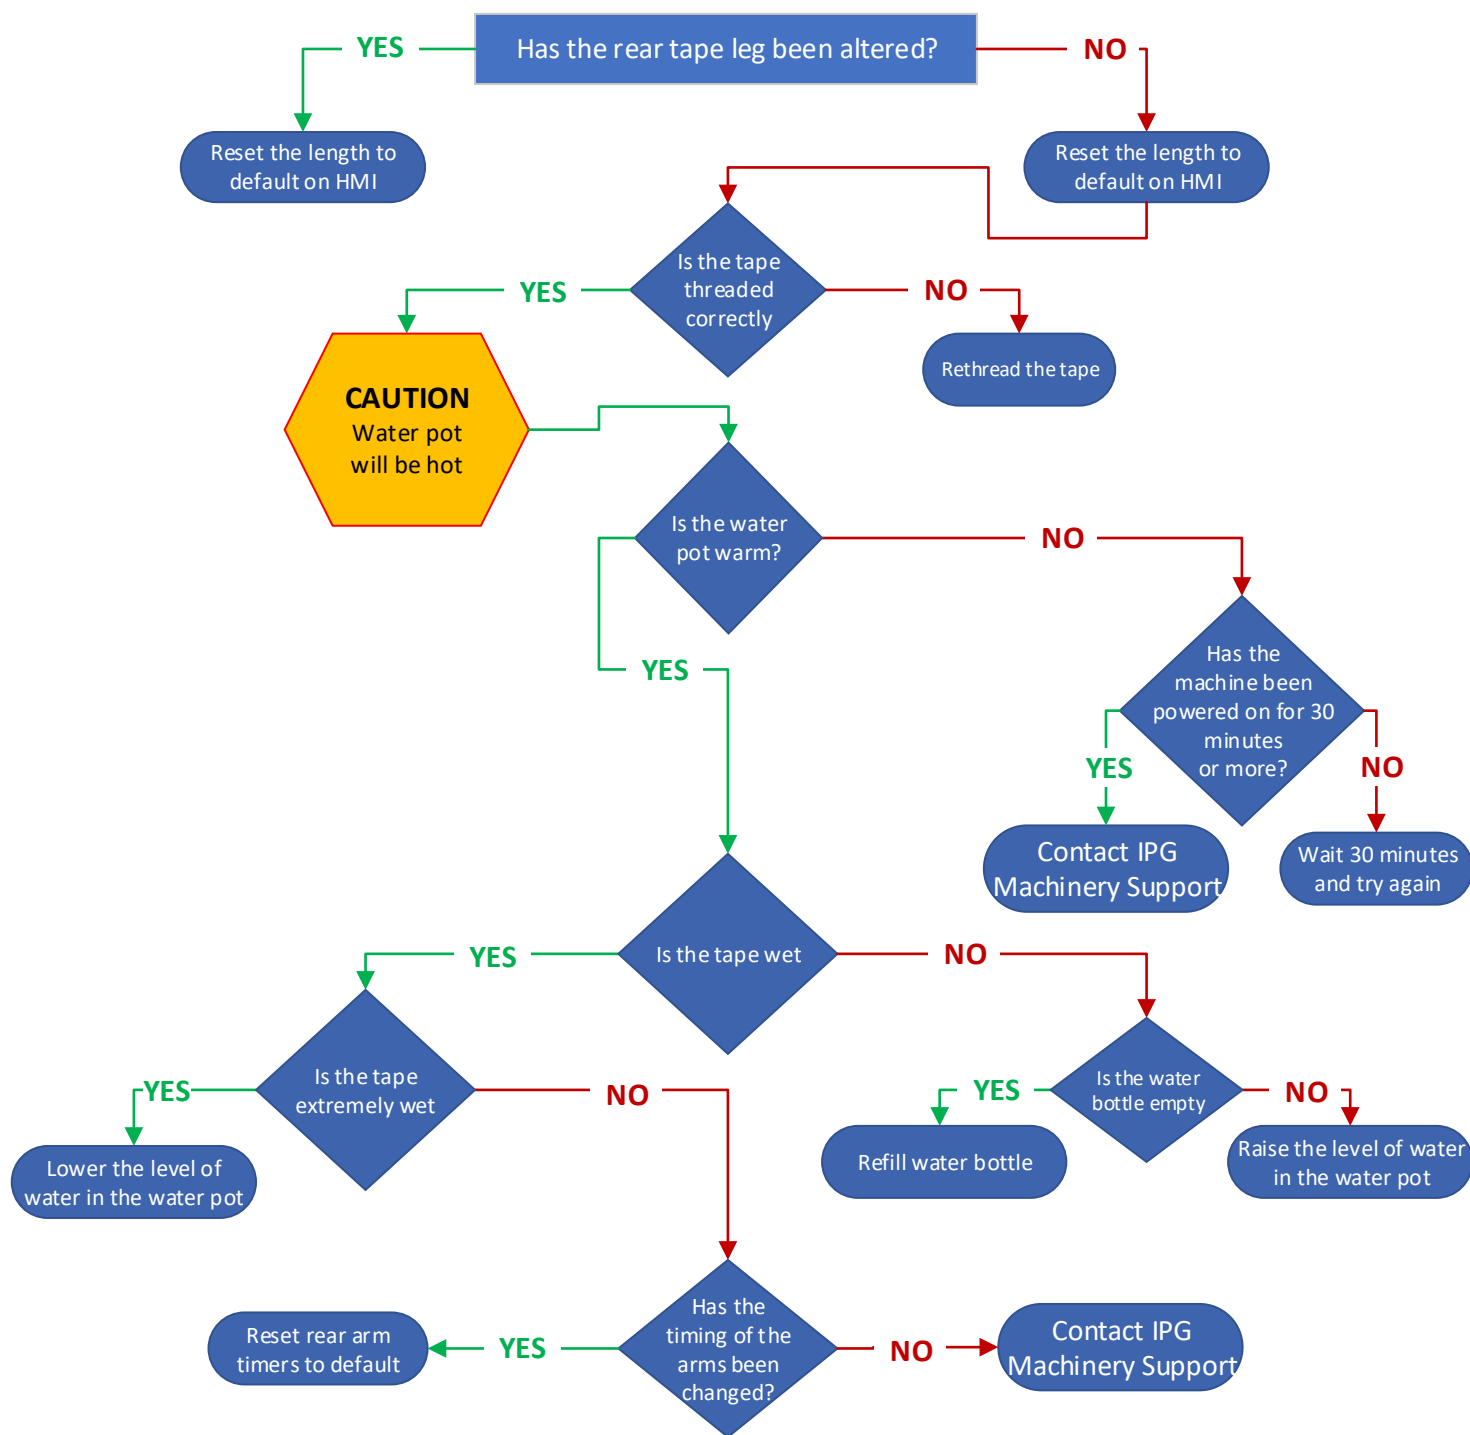 Has the rear tape leg been altered?
YES
NO
Reset the length to
default on HMI
Reset the length to
default on HMI
Is the tape
threaded
correctly
YES
NO
CAUTION
Water pot
will be hot
Rethread the tape
Is the water
pot warm?
NO
YES
Has the
machine been
powered on for 30
minutes
or more?
YES
NO
Contact IPG
Machinery Support
Wait 30 minutes
and try again
Is the tape wet
YES
NO
Is the tape
extremely wet
YES
NO
Is the water
bottle empty
YES
NO
Lower the level of
water in the water pot
Refill water bottle
Raise the level of water
in the water pot
Has the
timing of the
arms been
changed?
YES
NO
Reset rear arm
timers to default
Contact IPG
Machinery Support